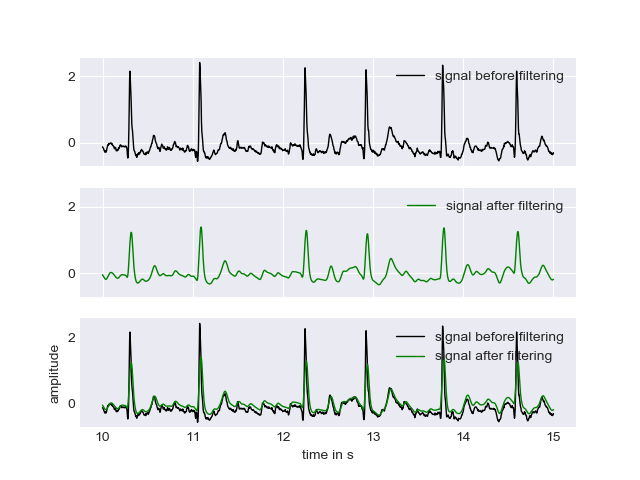 2
signal before filtering
0
2
signal after filtering
0
2
signal before filtering
signal after filtering
0
amplitude
10 11 12 13 14 15
time in s